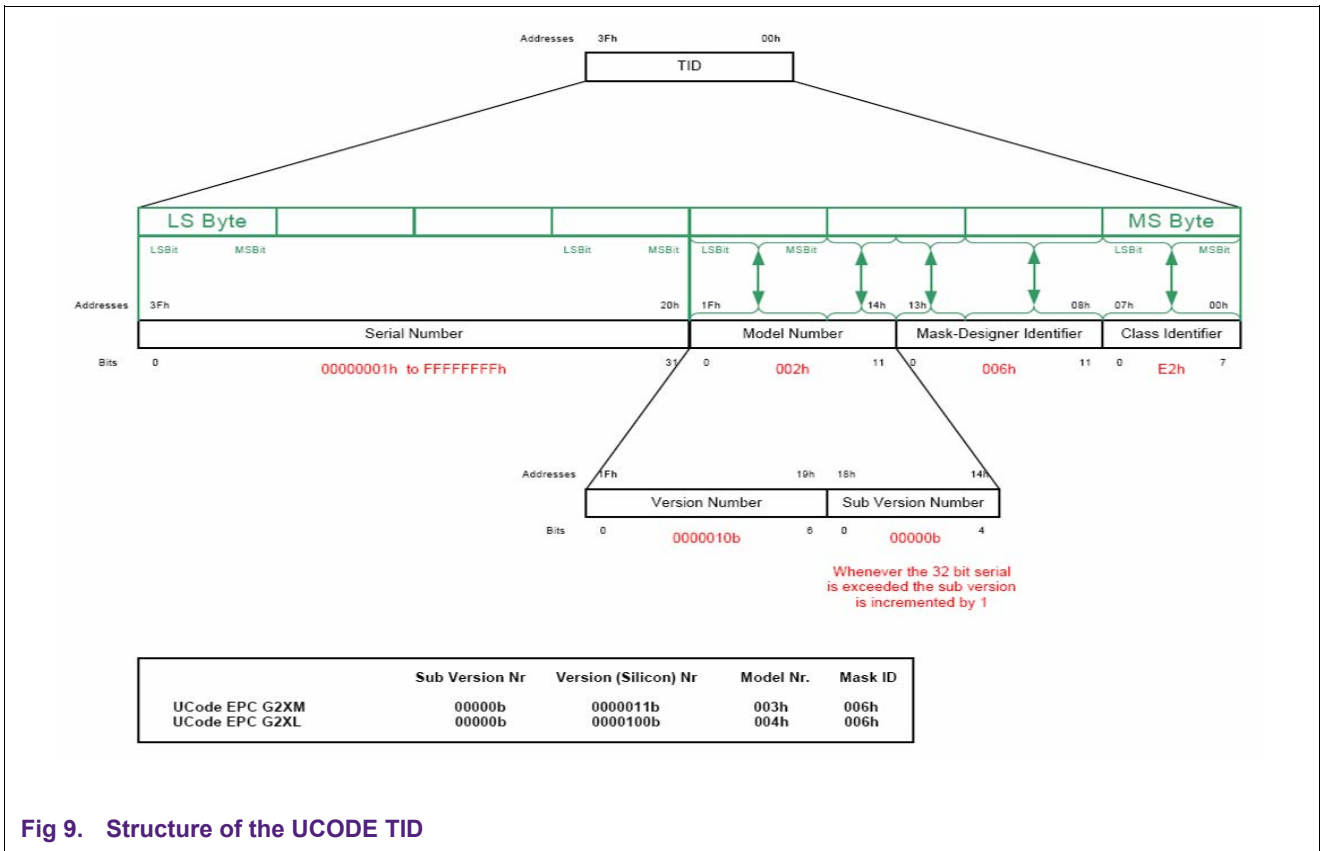 Addresses 3Fh 00h
TID
LS Byte MS Byte
LSBit MSBit LSBit MSBit LSBit MSBit LSBit MSBit
Addresses 3Fh 20h 1Fh 14h 13h 08h 07h 00h
Serial Number Model Number Mask-Designer Identifier Class Identifier
Bits 0 31 0 11 0 11 0 7
00000001h to FFFFFFFFh 002h 006h E2h
Addresses 1Fh 19h 18h 14h
Version Number Sub Version Number
Bits 0 6 0 4
0000010b 00000b
Whenever the 32 bit serial
is exceeded the sub version
is incremented by 1
Sub Version Nr Version (Silicon) Nr Model Nr. Mask ID
UCode EPC G2XM 00000b 0000011b 003h 006h
UCode EPC G2XL 00000b 0000100b 004h 006h
Fig 9. Structure of the UCODE TID